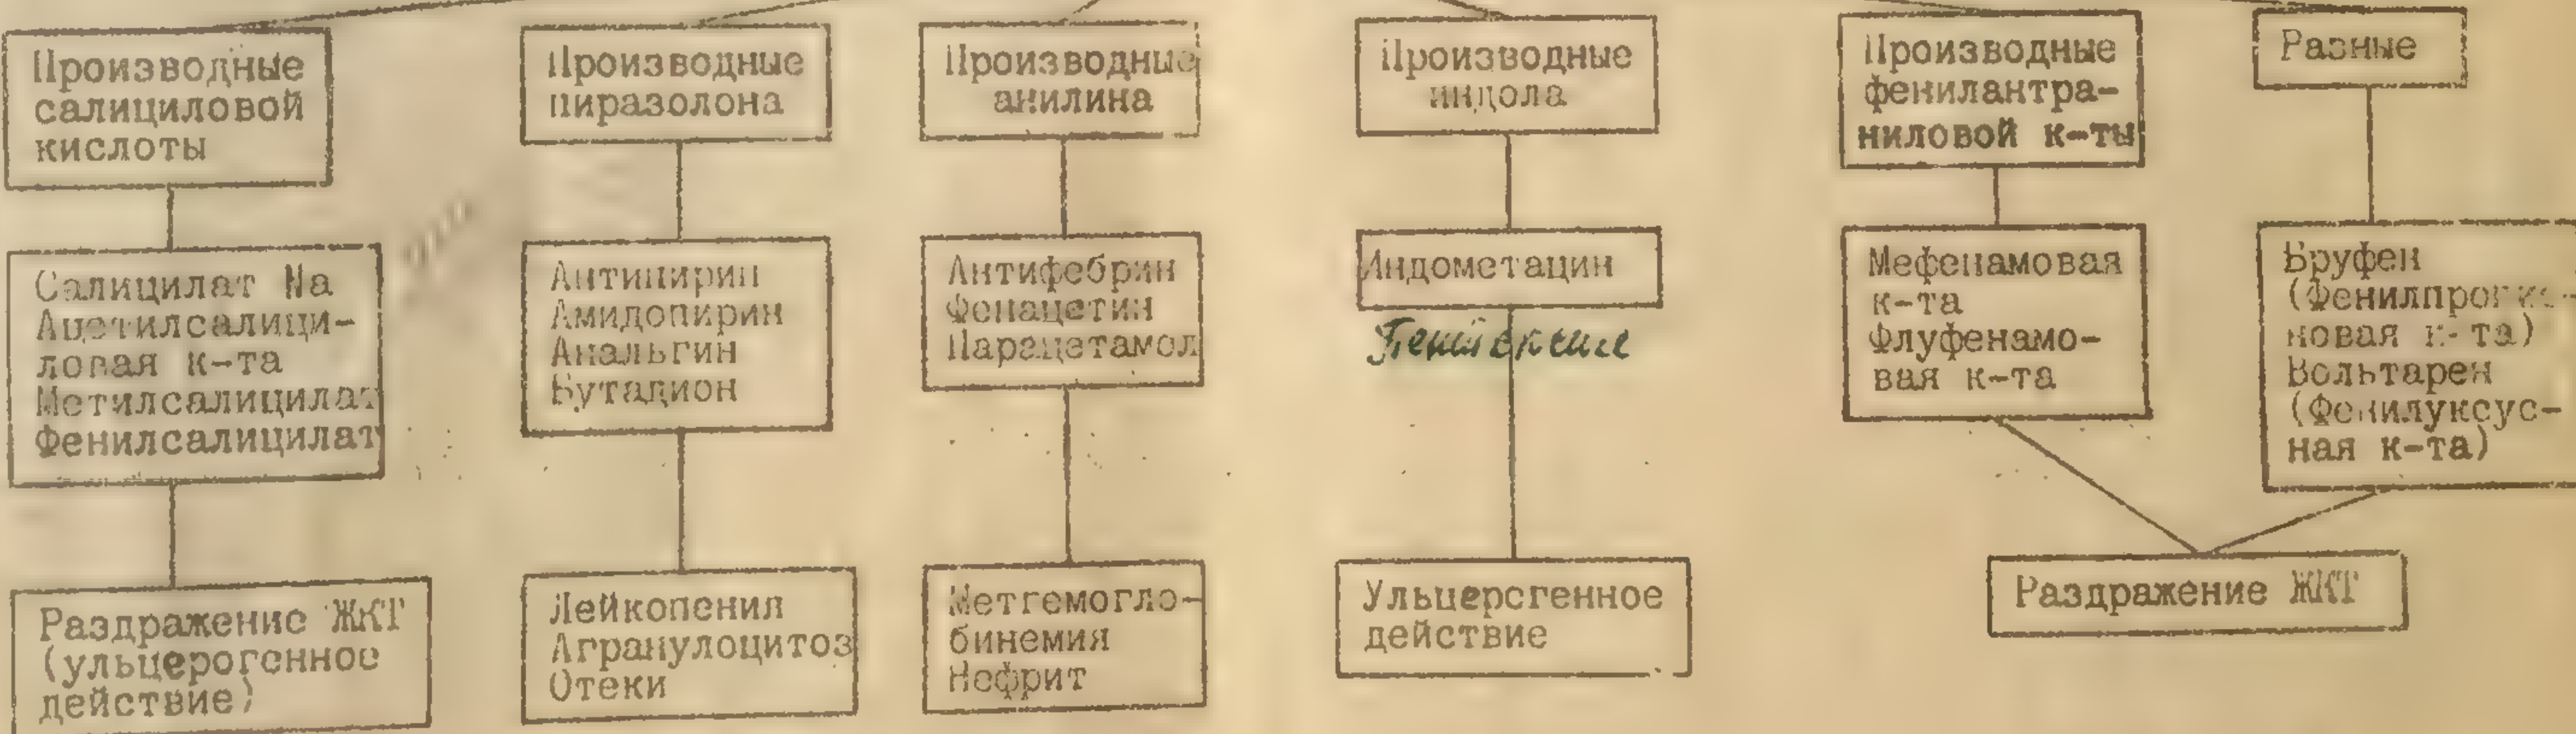 Производные
салициловой
кислоты
Производные
пиразолона
Производные
анилина
Производные
индола
Производные
фенилантра-
ниловой к-ты
Разные
Салицилат Na
Ацетилсалици-
ловая к-та
Метилсалицилат
Фенилсалицилат
Антипирин
Амидопирин
Анальгин
Бутадион
Антифебрин
Фенацетин
Парацетамол
Индометацин
Мефенамовая
к-та
Флуфенамо-
вая к-та
Бруфен
(Фенилпропио-
новая к-та)
Вольтарен
(Фенилуксус-
ная к-та)
Раздражение ЖКТ
(ульцерогенное
действие)
Лейкопения
Агранулоцитоз
Отеки
Метгемогло-
бинемия
Нефрит
Ульцерогенное
действие
Раздражение ЖКТ